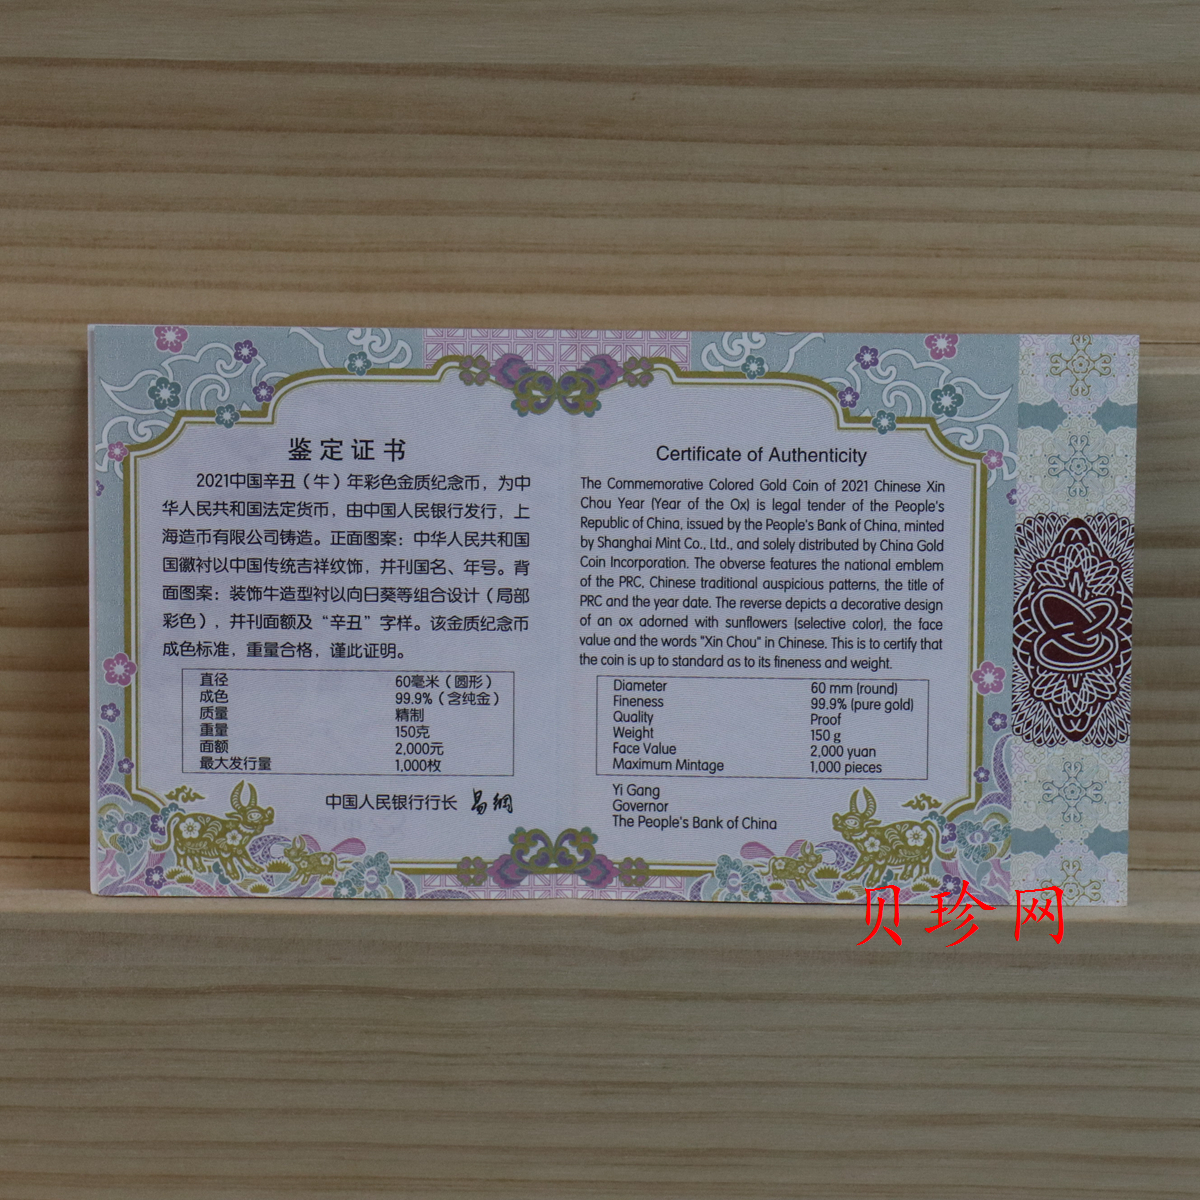 鉴定证书
2021中国辛丑（牛）年彩色金质纪念币，为中
华人民共和国法定货币，由中国人民银行发行，上
海造币有限公司铸造。正面图案：中华人民共和国
国徽衬以中国传统吉祥纹饰，并刊国名、年号。背
面图案：装饰牛造型衬以向日葵等组合设计（局部
彩色），并刊面额及“辛丑”字样。该金质纪念币
成色标准，重量合格，谨此证明。
直径 60毫米（圆形）
成色 99.9%（含纯金）
质量 精制
重量 150克
面额 2,000元
最大发行量 1,000枚
中国人民银行行长 易纲
Certificate of Authenticity
The Commemorative Colored Gold Coin of 2021 Chinese Xin
Chou Year (Year of the Ox) is legal tender of the People's
Republic of China, issued by the People's Bank of China, minted
by Shanghai Mint Co., Ltd., and solely distributed by China Gold
Coin Incorporation. The obverse features the national emblem
of the PRC, Chinese traditional auspicious patterns, the title of
PRC and the year date. The reverse depicts a decorative design
of an ox adorned with sunflowers (selective color), the face
value and the words "Xin Chou" in Chinese. This is to certify that
the coin is up to standard as to its fineness and weight.
Diameter 60 mm (round)
Fineness 99.9% (pure gold)
Quality Proof
Weight 150 g
Face Value 2,000 yuan
Maximum Mintage 1,000 pieces
Yi Gang
Governor
The People's Bank of China
贝珍网